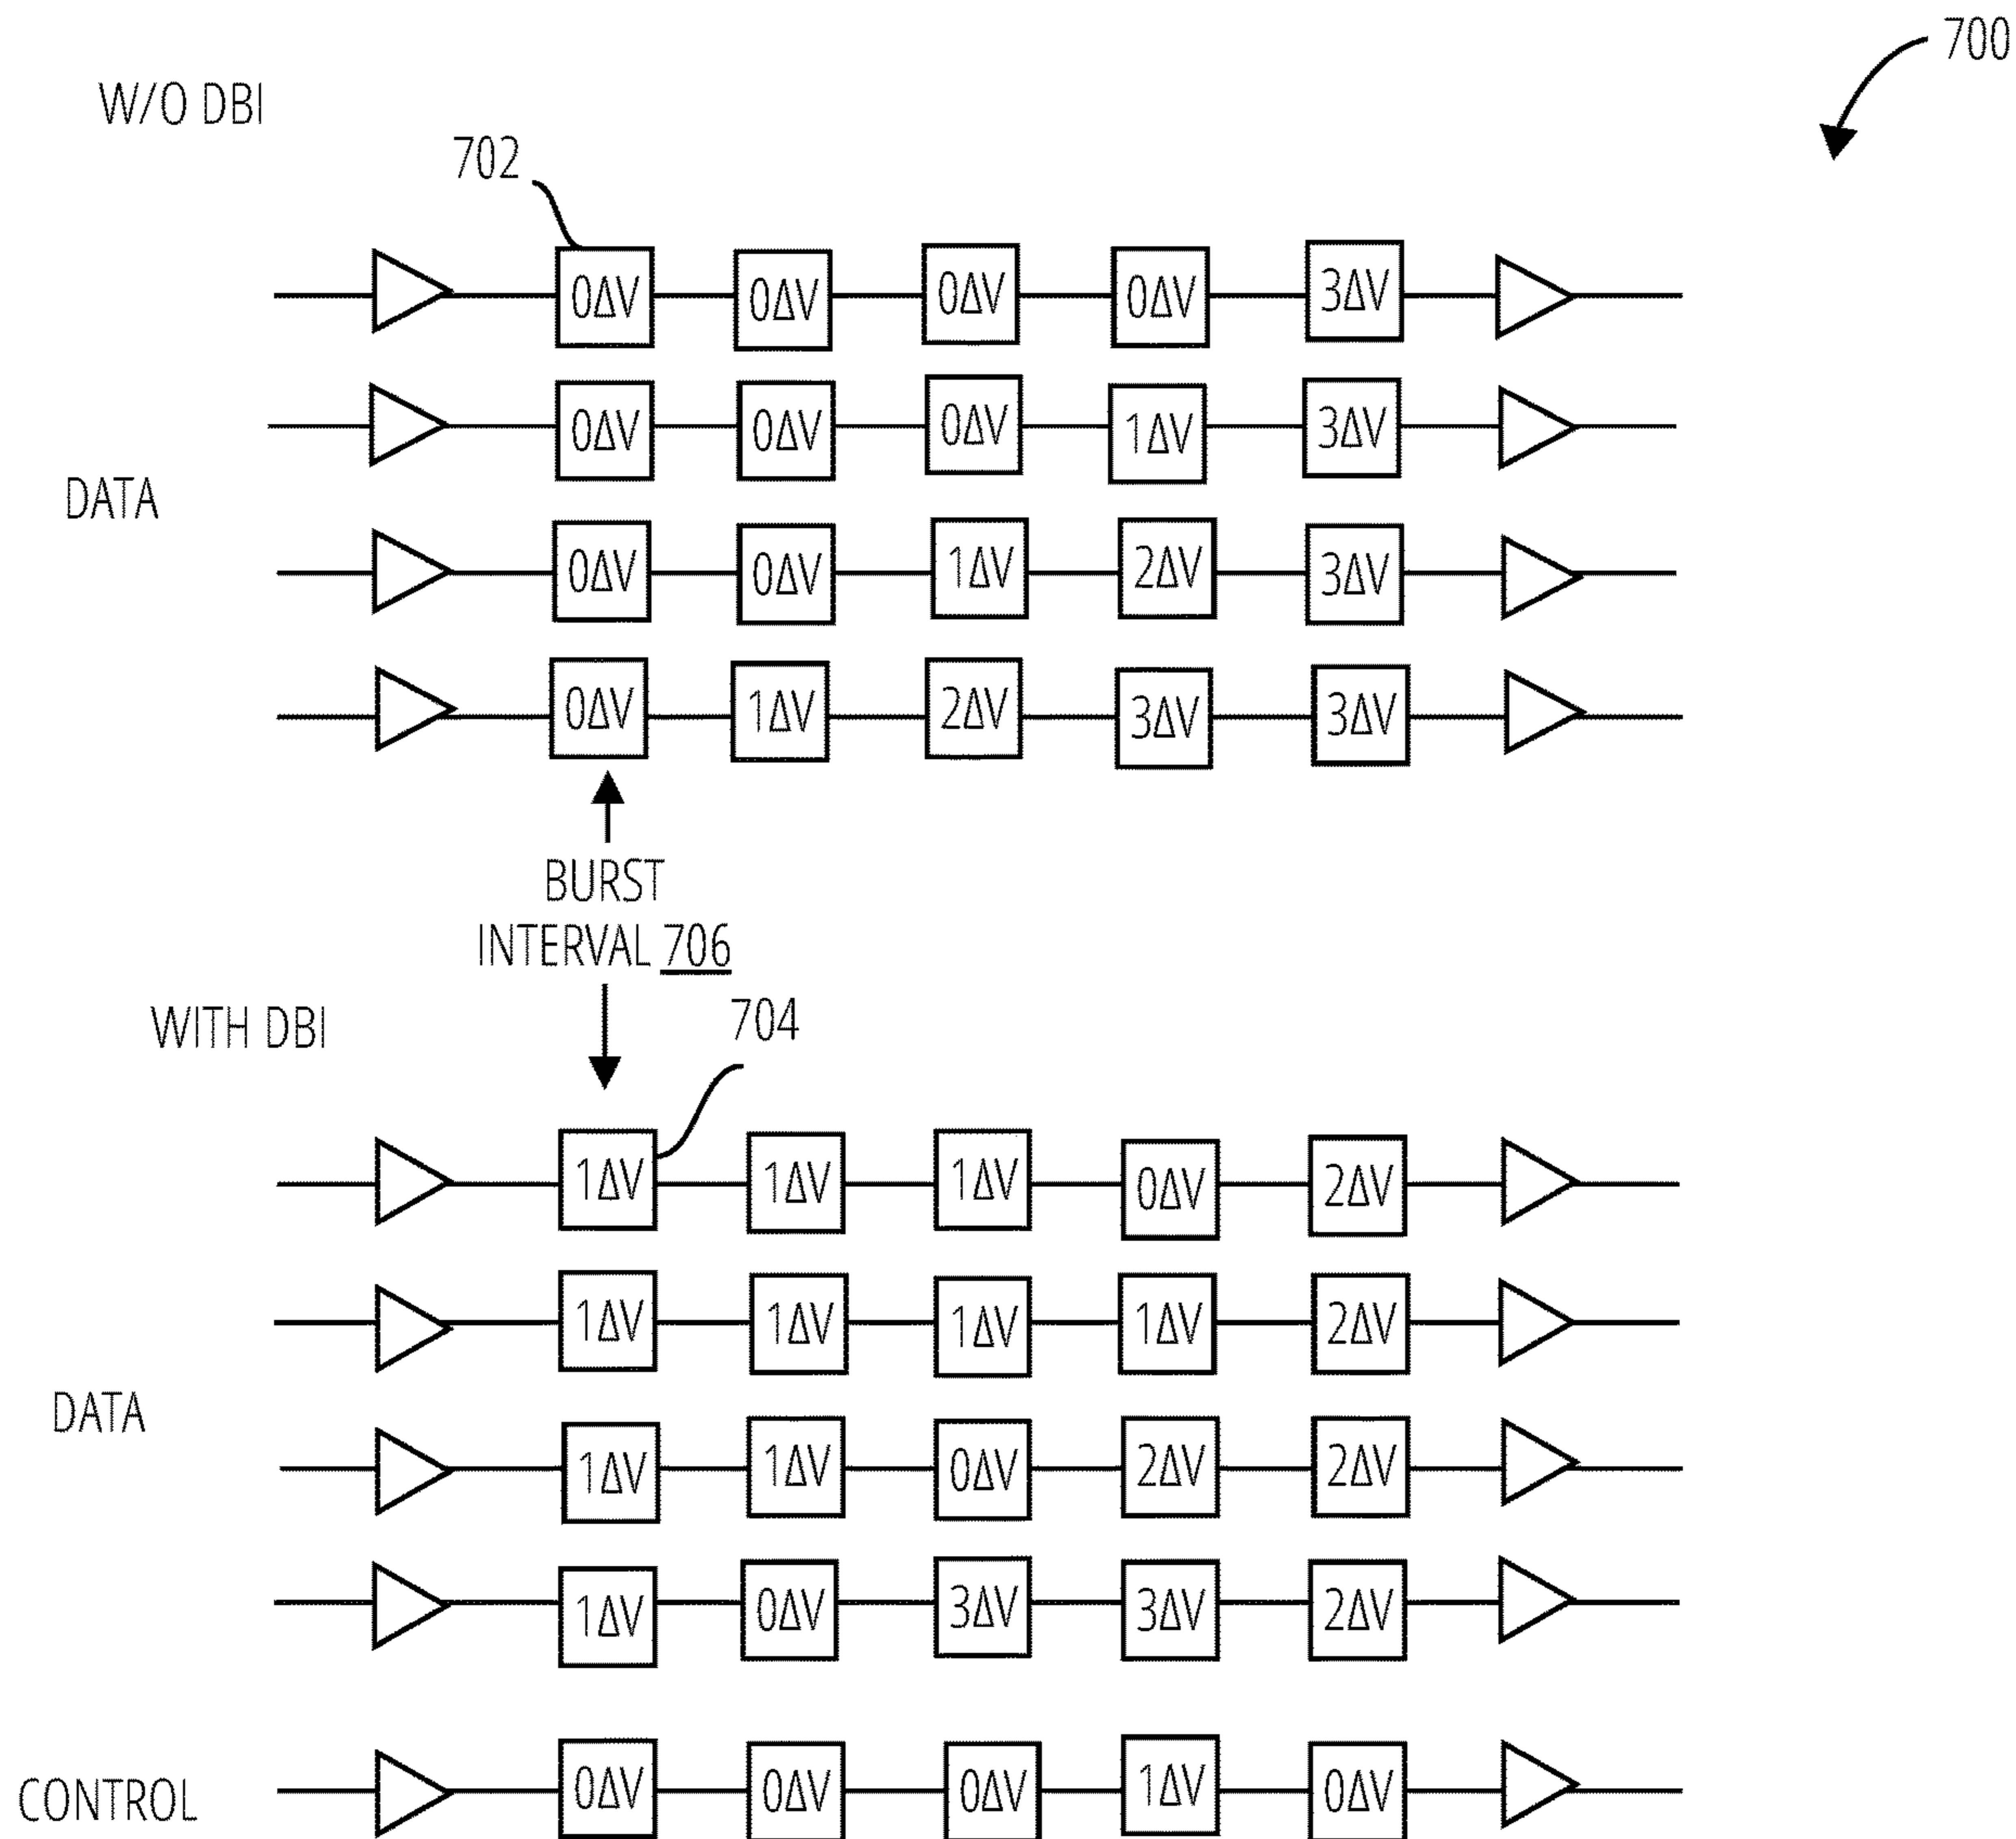 700
W/O DBI
702
0ΔV 0ΔV 0ΔV 0ΔV 3ΔV
0ΔV 0ΔV 0ΔV 1ΔV 3ΔV
DATA
0ΔV 0ΔV 1ΔV 2ΔV 3ΔV
0ΔV 1ΔV 2ΔV 3ΔV 3ΔV
BURST
INTERVAL 706
WITH DBI
704
1ΔV 1ΔV 1ΔV 0ΔV 2ΔV
1ΔV 1ΔV 1ΔV 1ΔV 2ΔV
DATA
1ΔV 1ΔV 0ΔV 2ΔV 2ΔV
1ΔV 0ΔV 3ΔV 3ΔV 2ΔV
CONTROL
0ΔV 0ΔV 0ΔV 1ΔV 0ΔV